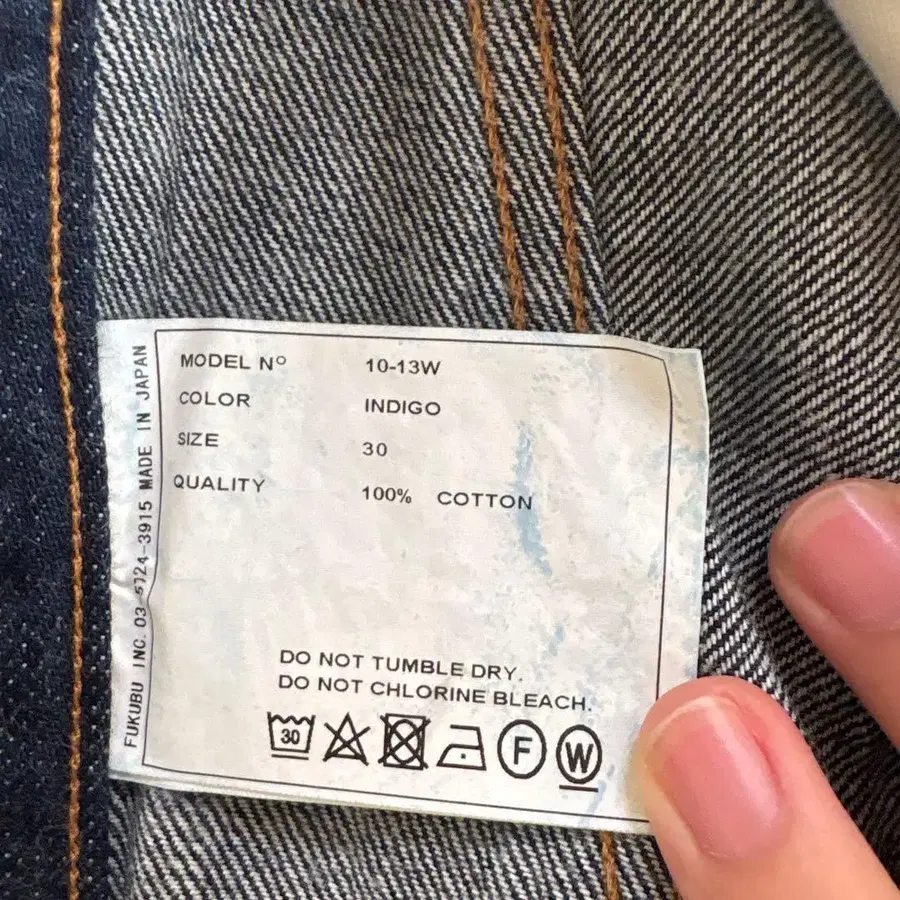 MODEL Nº 10-13W
COLOR INDIGO
SIZE 30
QUALITY 100% COTTON
DO NOT TUMBLE DRY.
DO NOT CHLORINE BLEACH.
30 F W
FUKUBU INC. 03-5724-3915 MADE IN JAPAN